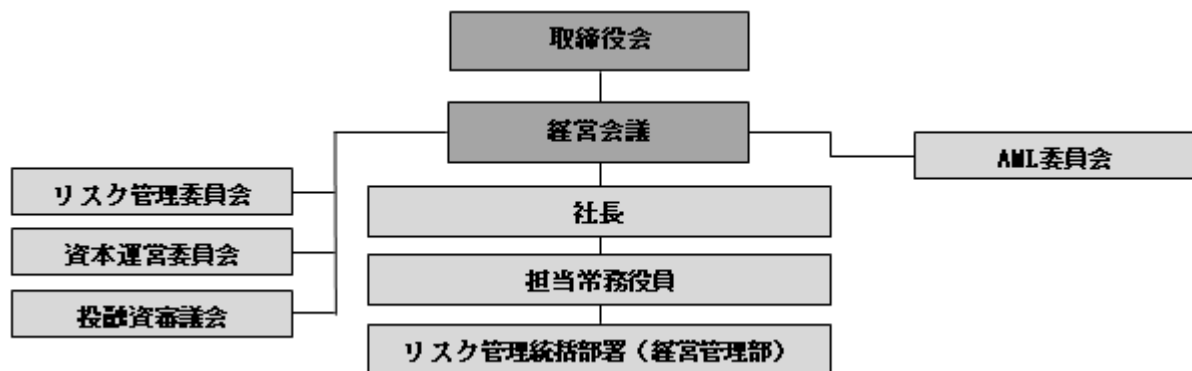 取締役会
経営会議
AML委員会
リスク管理委員会
社長
資本運営委員会
担当常務役員
投融資審議会
リスク管理統括部署（経営管理部）